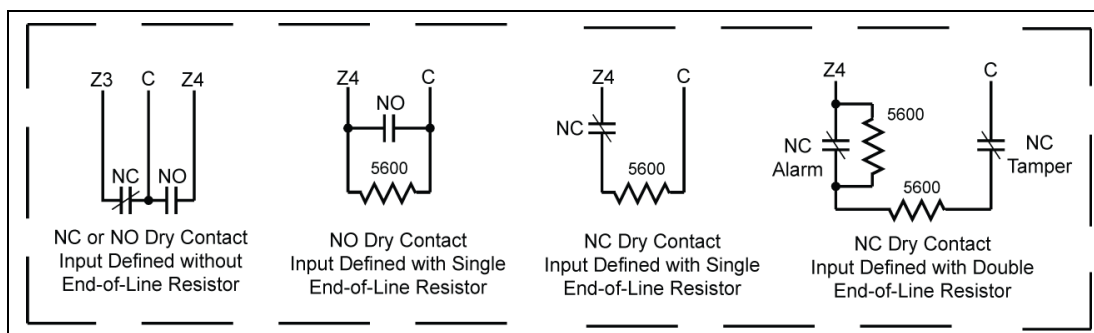 Z3 C Z4
NC NO
NC or NO Dry Contact
Input Defined without
End-of-Line Resistor
Z4 C
NO
5600
NO Dry Contact
Input Defined with Single
End-of-Line Resistor
Z4 C
NC
5600
NC Dry Contact
Input Defined with Single
End-of-Line Resistor
Z4 C
5600
NC
Alarm
NC
Tamper
5600
NC Dry Contact
Input Defined with Double
End-of-Line Resistor